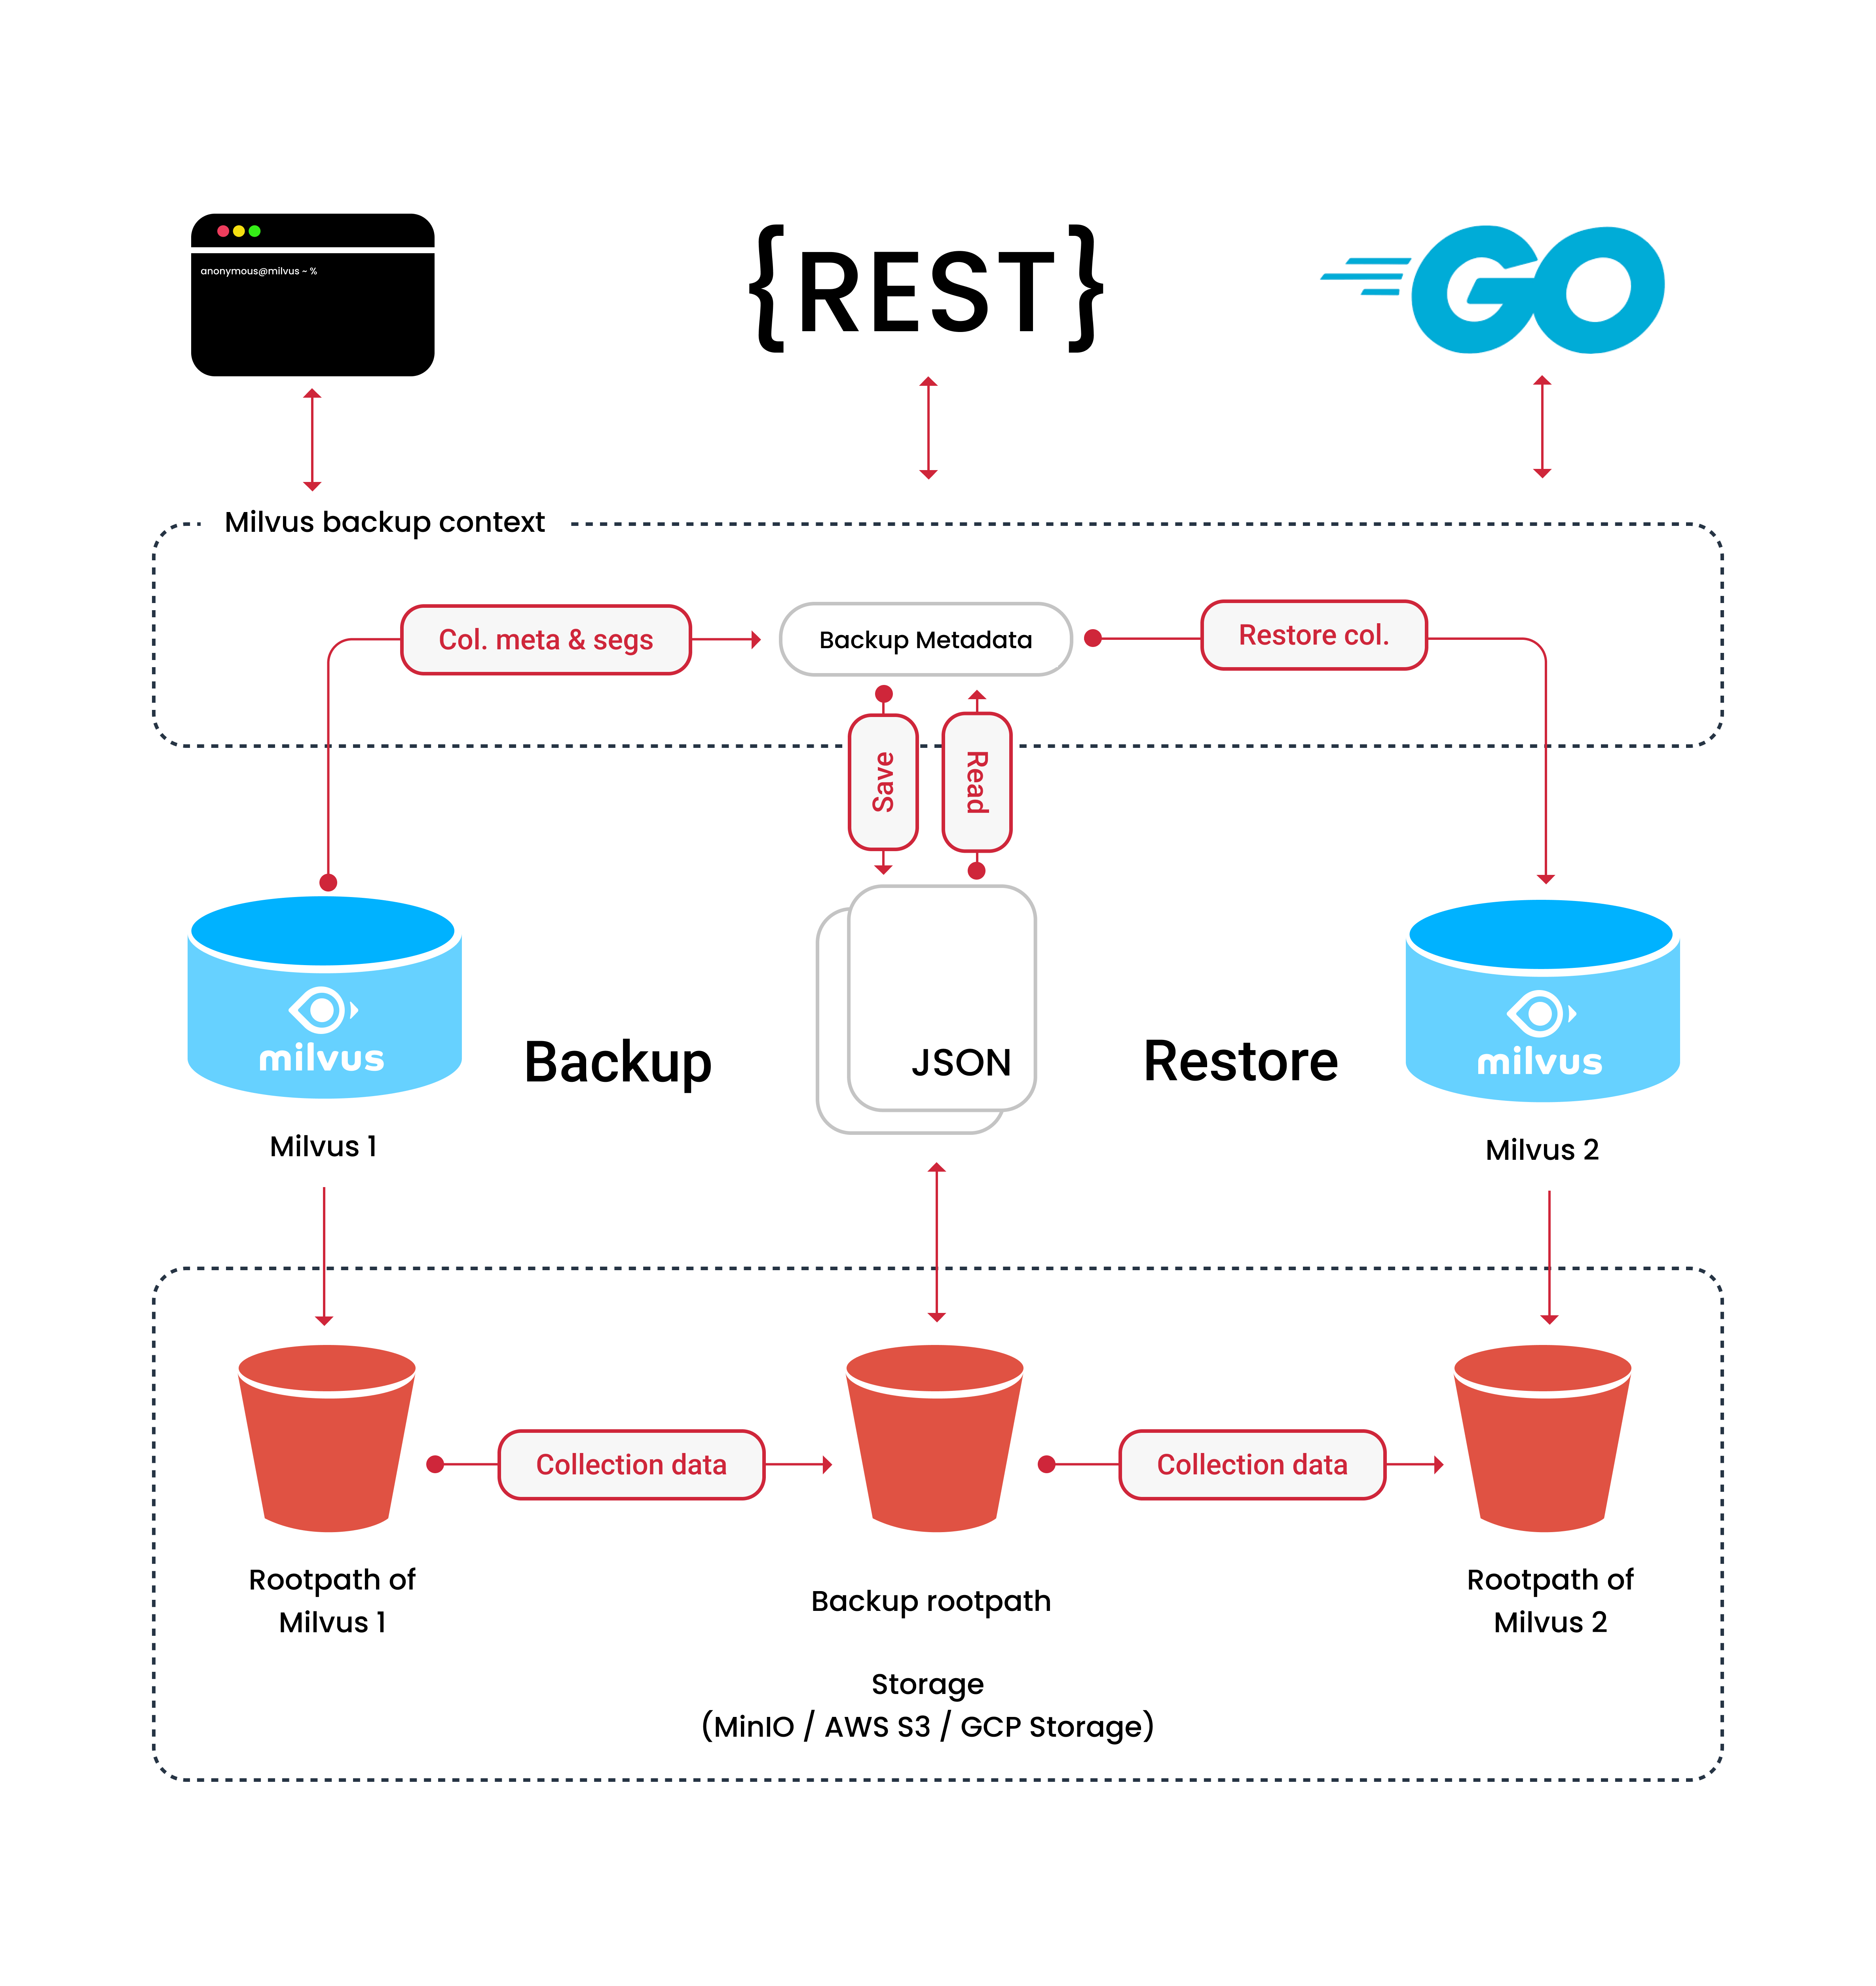 anonymous@milvus ~ %
{REST}
GO
Milvus backup context
Col. meta & segs
Backup Metadata
Restore col.
Save
Read
milvus
Milvus 1
Backup
JSON
Restore
milvus
Milvus 2
Collection data
Collection data
Rootpath of
Milvus 1
Backup rootpath
Rootpath of
Milvus 2
Storage
(MinIO / AWS S3 / GCP Storage)